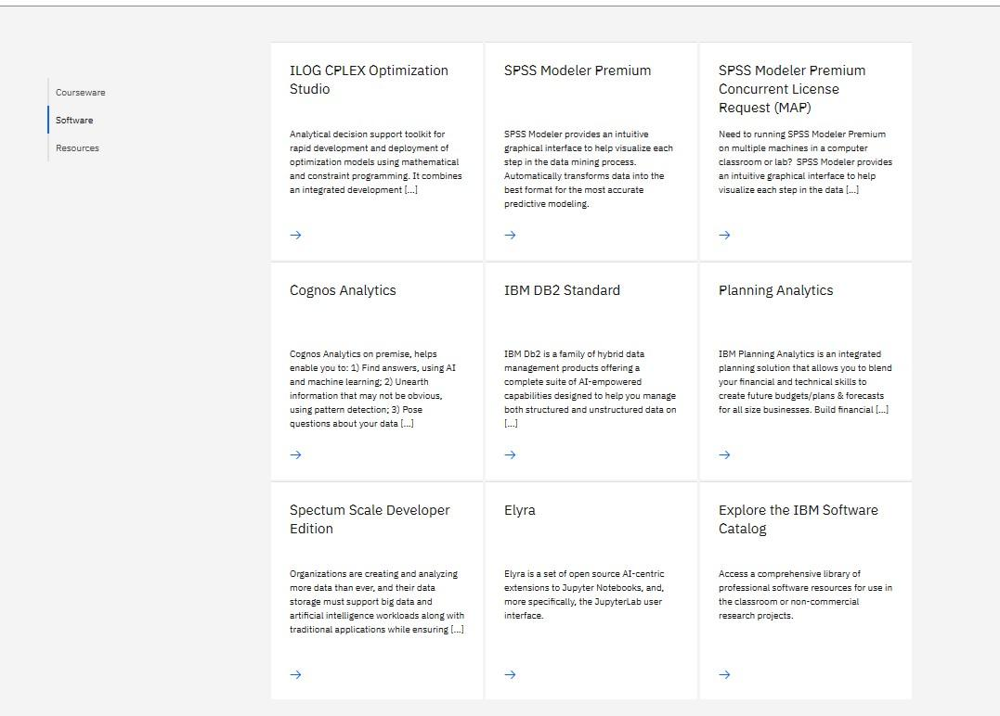 Courseware
Software
Resources
ILOG CPLEX Optimization
Studio
Analytical decision support toolkit for
rapid development and deployment of
optimization models using mathematical
and constraint programming. It combines
an integrated development [...]
SPSS Modeler Premium
SPSS Modeler provides an intuitive
graphical interface to help visualize each
step in the data mining process.
Automatically transforms data into the
best format for the most accurate
predictive modeling.
SPSS Modeler Premium
Concurrent License
Request (MAP)
Need to running SPSS Modeler Premium
on multiple machines in a computer
classroom or lab? SPSS Modeler provides
an intuitive graphical interface to help
visualize each step in the data [...]
Cognos Analytics
Cognos Analytics on premise, helps
enable you to: 1) Find answers, using AI
and machine learning; 2) Unearth
information that may not be obvious,
using pattern detection; 3) Pose
questions about your data [...]
IBM DB2 Standard
IBM Db2 is a family of hybrid data
management products offering a
complete suite of AI-empowered
capabilities designed to help you manage
both structured and unstructured data on
[...]
Planning Analytics
IBM Planning Analytics is an integrated
planning solution that allows you to blend
your financial and technical skills to
create future budgets/plans & forecasts
for all size businesses. Build financial [...]
Spectum Scale Developer
Edition
Organizations are creating and analyzing
more data than ever, and their data
storage must support big data and
artificial intelligence workloads along with
traditional applications while ensuring [...]
Elyra
Elyra is a set of open source AI-centric
extensions to Jupyter Notebooks, and,
more specifically, the JupyterLab user
interface.
Explore the IBM Software
Catalog
Access a comprehensive library of
professional software resources for use in
the classroom or non-commercial
research projects.